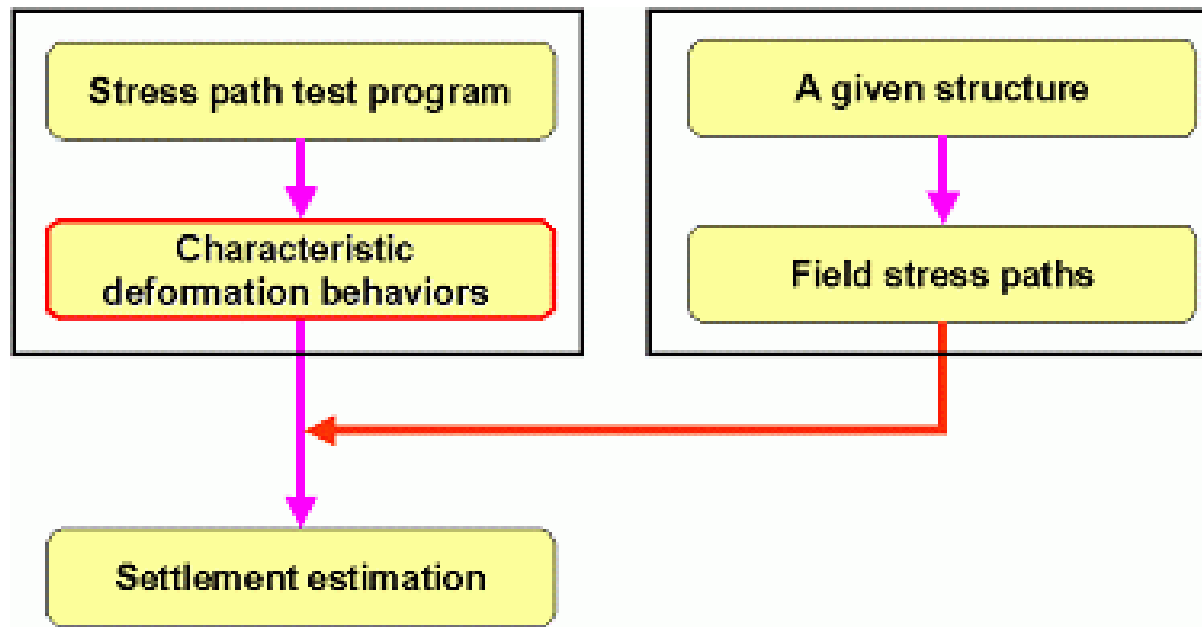 Stress path test program
Characteristic
deformation behaviors
A given structure
Field stress paths
Settlement estimation